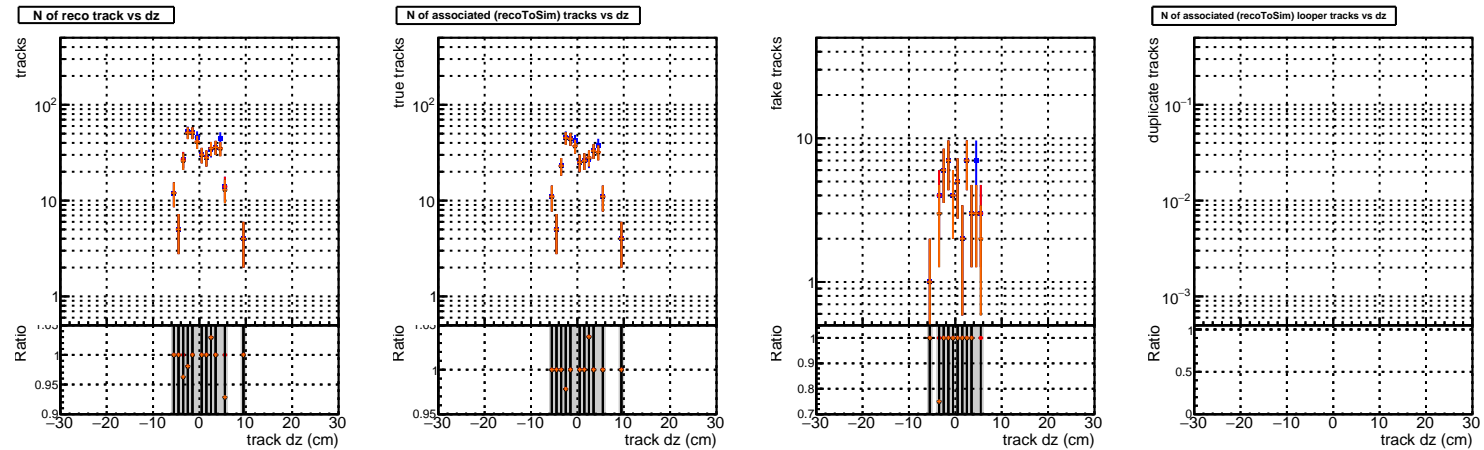 N of reco track vs dz
tracks
10²
10
1
Ratio
1.05
1
0.95
0.9
−30 −20 −10 0 10 20 30
track dz (cm)
N of associated (recoToSim) tracks vs dz
true tracks
10²
10
1
Ratio
1.05
1
0.95
−30 −20 −10 0 10 20 30
track dz (cm)
fake tracks
10
1
Ratio
1
0.9
0.8
0.7
−30 −20 −10 0 10 20 30
track dz (cm)
N of associated (recoToSim) looper tracks vs dz
duplicate tracks
10⁻¹
10⁻²
10⁻³
Ratio
1
0.5
0
−30 −20 −10 0 10 20 30
track dz (cm)